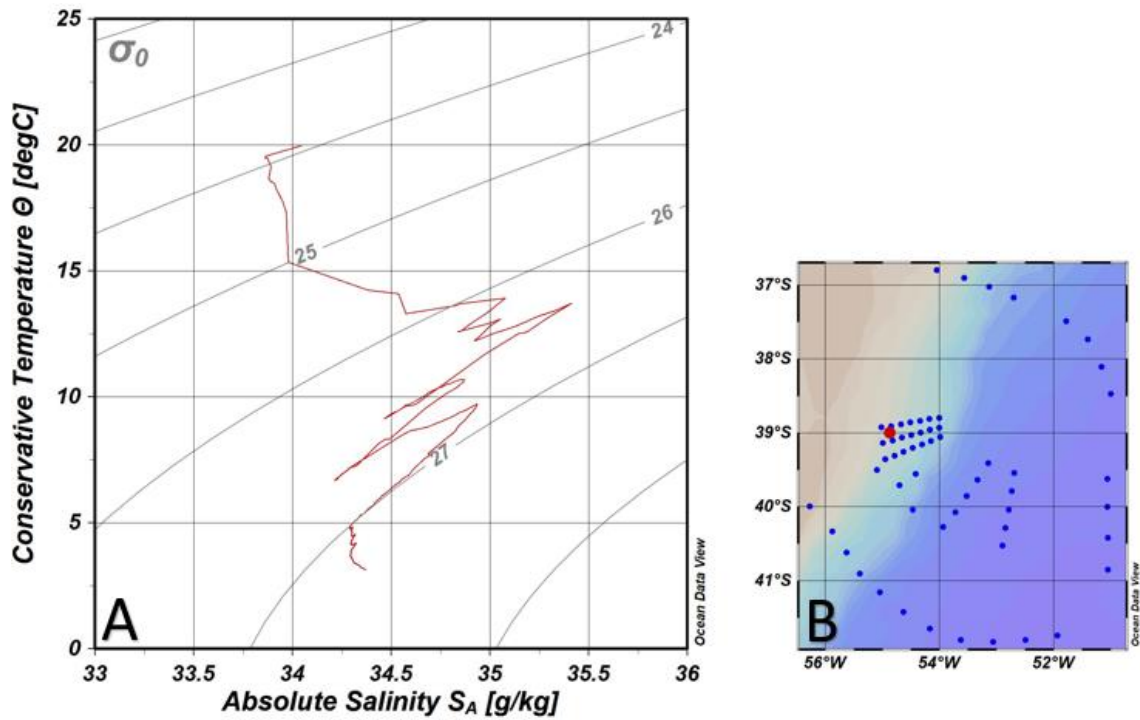 25
20
15
10
5
0
33
34
34.5
35
35.5
36
33.5
σ0
24
25
26
27
Conservative Temperature Θ [degC]
Absolute Salinity SA [g/kg]
Ocean Data View
A
37°S
38°S
39°S
40°S
41°S
56°W
54°W
52°W
Ocean Data View
B